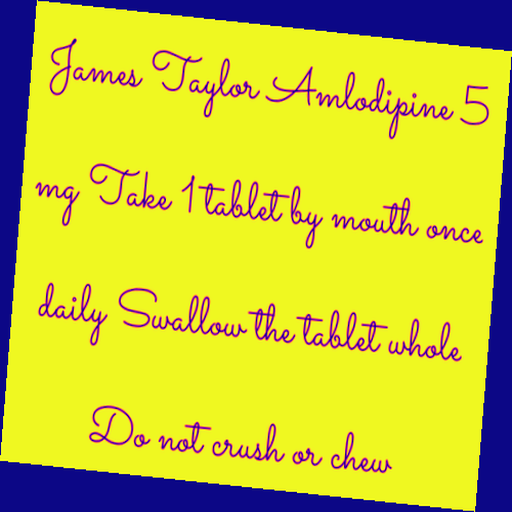 James Taylor Amlodipine 5
mg Take 1 tablet by mouth once
daily Swallow the tablet whole
Do not crush or chew